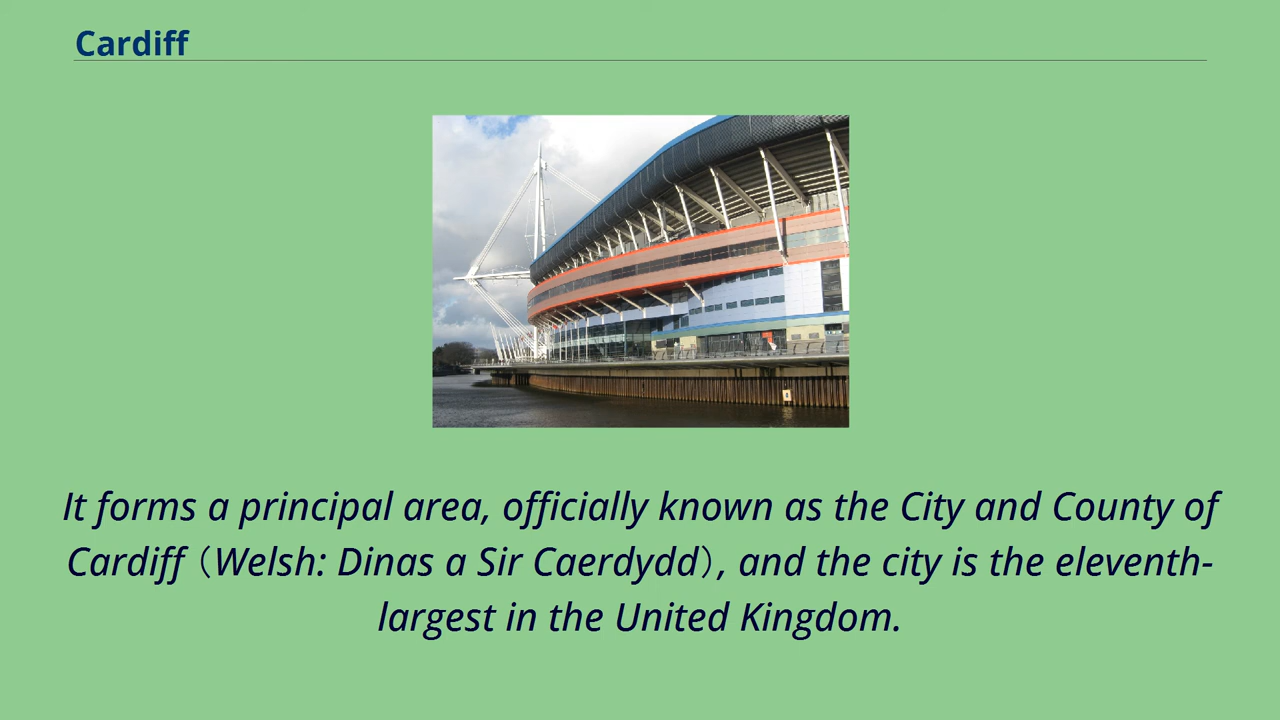 Cardiff
It forms a principal area, officially known as the City and County of
Cardiff（Welsh: Dinas a Sir Caerdydd）, and the city is the eleventh-
largest in the United Kingdom.